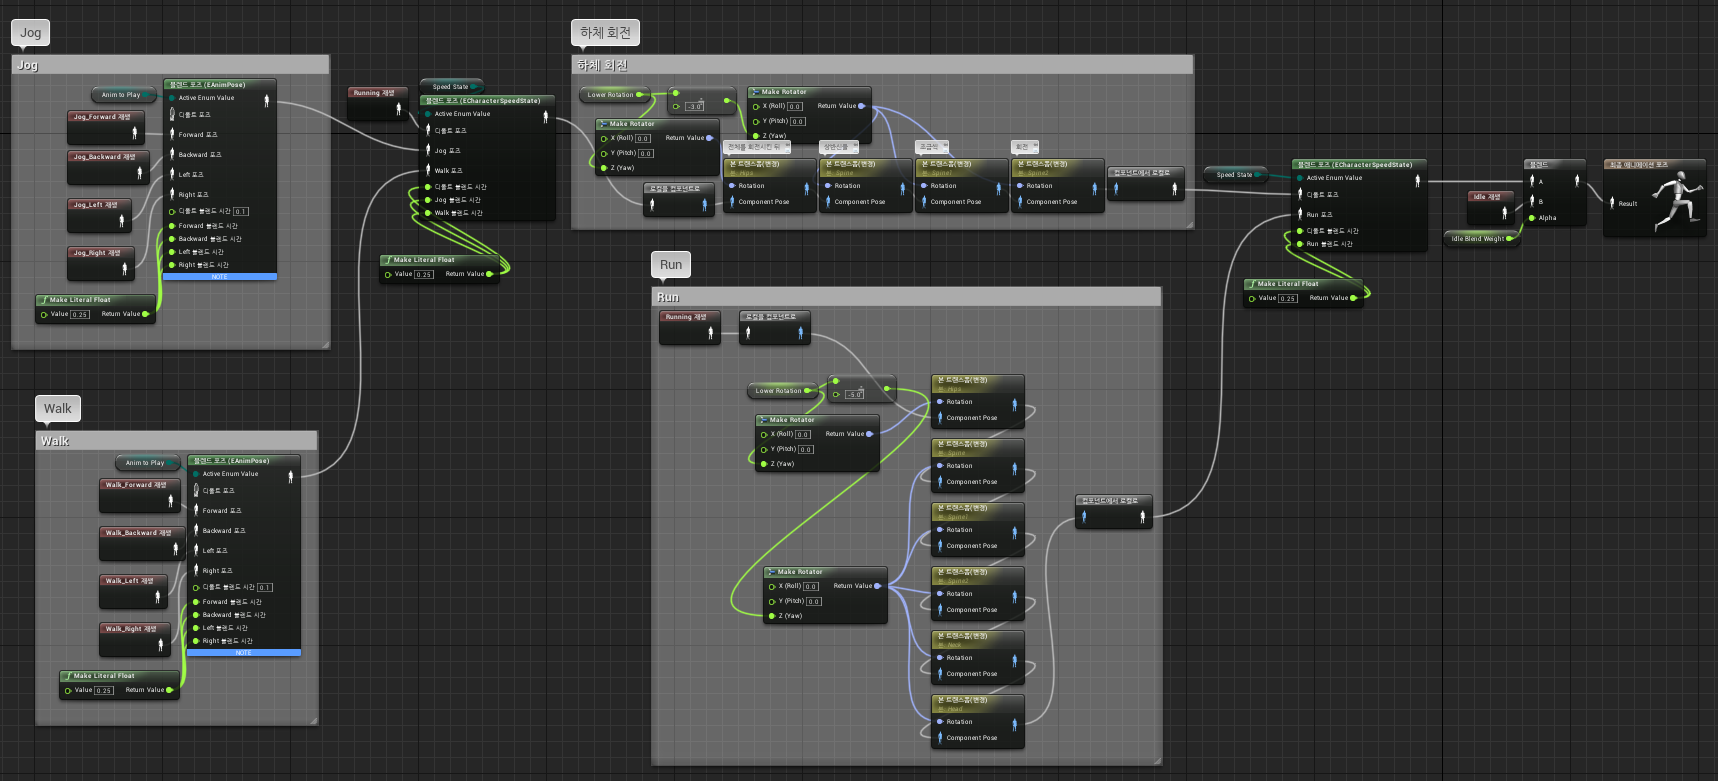 Jog
Jog
Anim to Play
블렌드 포즈 (EAnimPose)
Active Enum Value
디폴트 포즈
Forward 포즈
Backward 포즈
Left 포즈
Right 포즈
디폴트 블렌드 시간 0.1
Forward 블렌드 시간
Backward 블렌드 시간
Left 블렌드 시간
Right 블렌드 시간
NOTE
Jog_Forward 재생
Jog_Backward 재생
Jog_Left 재생
Jog_Right 재생
Make Literal Float
Value 0.25 Return Value
Running 재생
Speed State
블렌드 포즈 (ECharacterSpeedState)
Active Enum Value
디폴트 포즈
Jog 포즈
Walk 포즈
디폴트 블렌드 시간
Jog 블렌드 시간
Walk 블렌드 시간
Make Literal Float
Value 0.25 Return Value
Walk
Walk
Anim to Play
블렌드 포즈 (EAnimPose)
Active Enum Value
디폴트 포즈
Forward 포즈
Backward 포즈
Left 포즈
Right 포즈
디폴트 블렌드 시간 0.1
Forward 블렌드 시간
Backward 블렌드 시간
Left 블렌드 시간
Right 블렌드 시간
NOTE
Walk_Forward 재생
Walk_Backward 재생
Walk_Left 재생
Walk_Right 재생
Make Literal Float
Value 0.25 Return Value
하체 회전
하체 회전
Lower Rotation
-3.0
Make Rotator
X (Roll) 0.0 Return Value
Y (Pitch) 0.0
Z (Yaw)
Make Rotator
X (Roll) 0.0 Return Value
Y (Pitch) 0.0
Z (Yaw)
로컬을 컴포넌트로
전체를 회전시킨 뒤
본 트랜스폼(변경)
본: Hips
Rotation
Component Pose
상반신을
본 트랜스폼(변경)
본: Spine
Rotation
Component Pose
조금씩
본 트랜스폼(변경)
본: Spine1
Rotation
Component Pose
회전
본 트랜스폼(변경)
본: Spine2
Rotation
Component Pose
컴포넌트에서 로컬로
Run
Run
Running 재생
로컬을 컴포넌트로
Lower Rotation
-5.0
Make Rotator
X (Roll) 0.0 Return Value
Y (Pitch) 0.0
Z (Yaw)
Make Rotator
X (Roll) 0.0 Return Value
Y (Pitch) 0.0
Z (Yaw)
본 트랜스폼(변경)
본: Hips
Rotation
Component Pose
본 트랜스폼(변경)
본: Spine
Rotation
Component Pose
본 트랜스폼(변경)
본: Spine1
Rotation
Component Pose
본 트랜스폼(변경)
본: Spine2
Rotation
Component Pose
본 트랜스폼(변경)
본: Neck
Rotation
Component Pose
본 트랜스폼(변경)
본: Head
Rotation
Component Pose
컴포넌트에서 로컬로
Speed State
블렌드 포즈 (ECharacterSpeedState)
Active Enum Value
디폴트 포즈
Run 포즈
디폴트 블렌드 시간
Run 블렌드 시간
Make Literal Float
Value 0.25 Return Value
Idle 재생
Idle Blend Weight
블렌드
A
B
Alpha
최종 애니메이션 포즈
Result